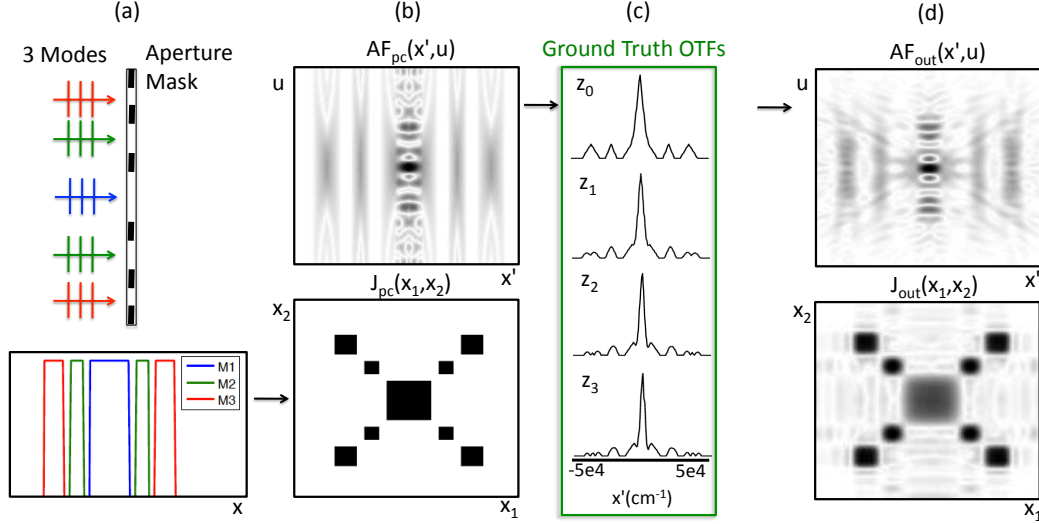 (a)
(b)
(c)
(d)
3 Modes
Aperture
Mask
AFpc(x',u)
Ground Truth OTFs
AFout(x',u)
u
u
z0
z1
x'
x'
Jpc(x1,x2)
Jout(x1,x2)
x2
x2
z2
M1
M2
M3
z3
-5e4
5e4
x'(cm-1)
x
x1
x1